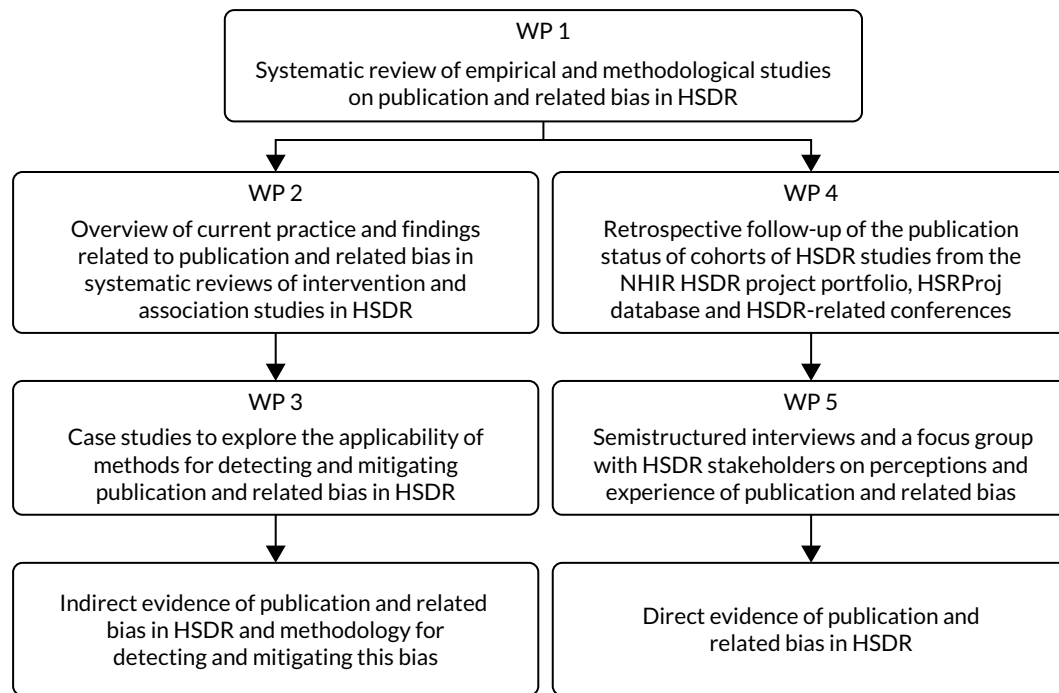 WP 1
Systematic review of empirical and methodological studies
on publication and related bias in HSDR
WP 2
Overview of current practice and findings
related to publication and related bias in
systematic reviews of intervention and
association studies in HSDR
WP 4
Retrospective follow-up of the publication
status of cohorts of HSDR studies from the
NHIR HSDR project portfolio, HSRProj
database and HSDR-related conferences
WP 3
Case studies to explore the applicability of
methods for detecting and mitigating
publication and related bias in HSDR
WP 5
Semistructured interviews and a focus group
with HSDR stakeholders on perceptions and
experience of publication and related bias
Indirect evidence of publication and related
bias in HSDR and methodology for
detecting and mitigating this bias
Direct evidence of publication and
related bias in HSDR